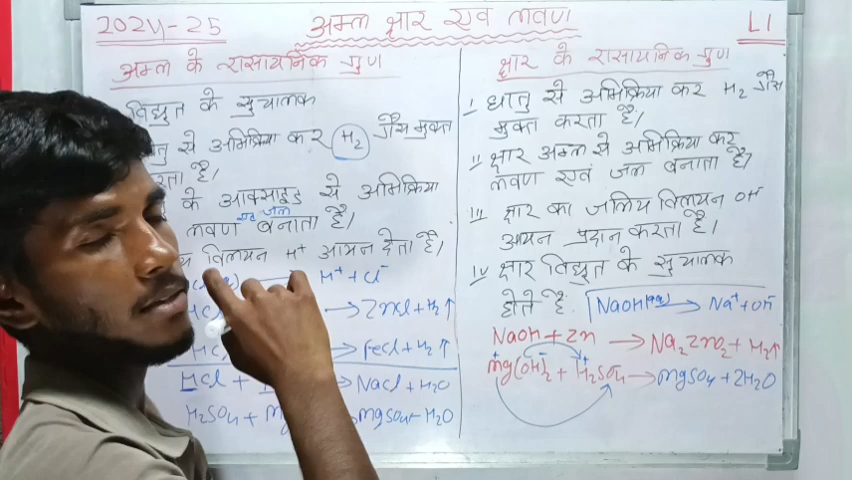 2024-25
अम्ल क्षार एवं लवण
L1
अम्ल के रासायनिक गुण
विद्युत के सुचालक
से अभिक्रिया कर H₂ गैस मुक्त
है।
के आक्साइड से अभिक्रिया
लवण एवं जल बनाता है।
विलयन H⁺ आयन देता है।
H⁺ + Cl⁻
→ ZnCl + H₂↑
→ FeCl + H₂↑
HCl + → NaCl + H₂O
H₂SO₄ + MgSO₄ + H₂O
क्षार के रासायनिक गुण
I धातु से अभिक्रिया कर H₂ गैस
मुक्त करता है।
II क्षार अम्ल से अभिक्रिया कर
लवण एवं जल बनाता है।
III क्षार का जलिय विलयन OH⁻
आयन प्रदान करता है।
IV क्षार विद्युत के सुचालक
होते है। NaOH(aq) → Na⁺ + OH⁻
NaOH + Zn → Na₂ZnO₂ + H₂↑
Mg(OH)₂ + H₂SO₄ → MgSO₄ + 2H₂O